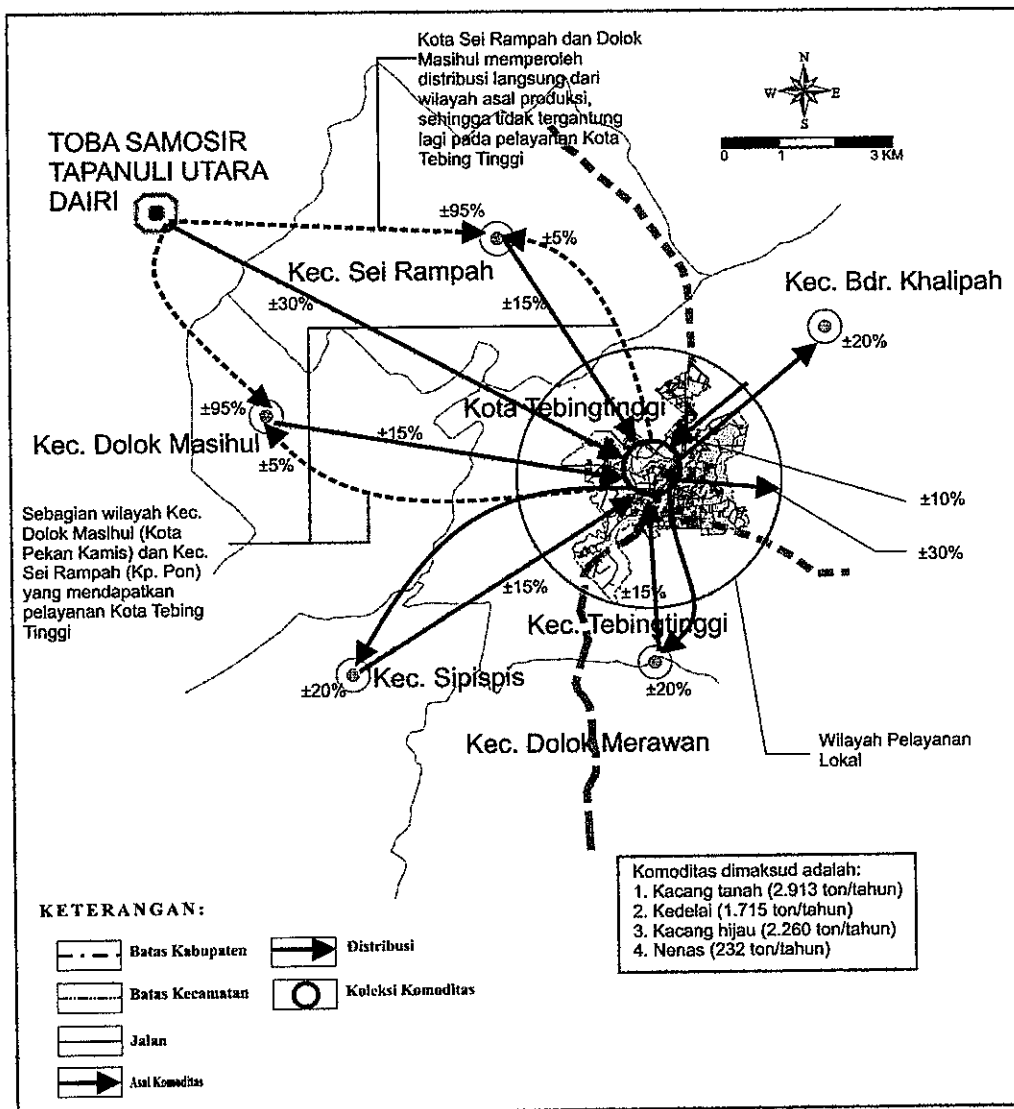 Kota Sei Rampah dan Dolok
Masihul memperoleh
distribusi langsung dari
wilayah asal produksi,
sehingga tidak tergantung
lagi pada pelayanan Kota
Tebing Tinggi
N
W
E
S
0
1
3 KM
TOBA SAMOSIR
TAPANULI UTARA
DAIRI
±95%
±5%
Kec. Sei Rampah
Kec. Bdr. Khalipah
±30%
±15%
±20%
Kota Tebingtinggi
±95%
Kec. Dolok Masihul
±15%
±5%
±10%
±30%
Sebagian wilayah Kec.
Dolok Masihul (Kota
Pekan Kamis) dan Kec.
Sei Rampah (Kp. Pon)
yang mendapatkan
pelayanan Kota Tebing
Tinggi
±15%
±15%
Kec. Tebingtinggi
±20%
Kec. Sipispis
±20%
Kec. Dolok Merawan
Wilayah Pelayanan
Lokal
Komoditas dimaksud adalah:
1. Kacang tanah (2.913 ton/tahun)
2. Kedelai (1.715 ton/tahun)
3. Kacang hijau (2.260 ton/tahun)
4. Nenas (232 ton/tahun)
KETERANGAN:
Batas Kabupaten
Distribusi
Batas Kecamatan
Koleksi Komoditas
Jalan
Asal Komoditas